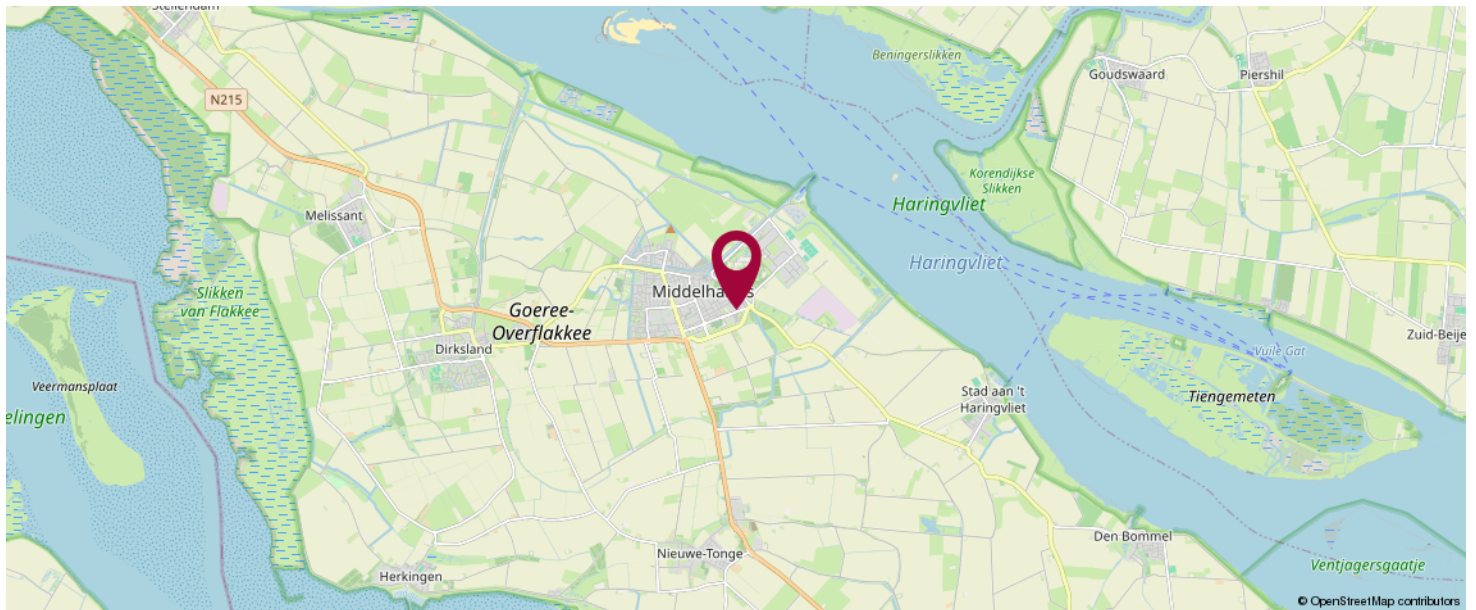 Stellendam
Beningerslikken
Goudswaard
Piershil
N215
Korendijkse
Slikken
Haringvliet
Melissant
Haringvliet
Slikken
van Flakkee
Goeree-
Overflakkee
Zuid-Beije
Dirksland
Vuile Gat
Veermansplaat
Stad aan 't
Haringvliet
Tiengemeten
elingen
Den Bommel
Nieuwe-Tonge
Ventjagersgaatje
Herkingen
© OpenStreetMap contributors